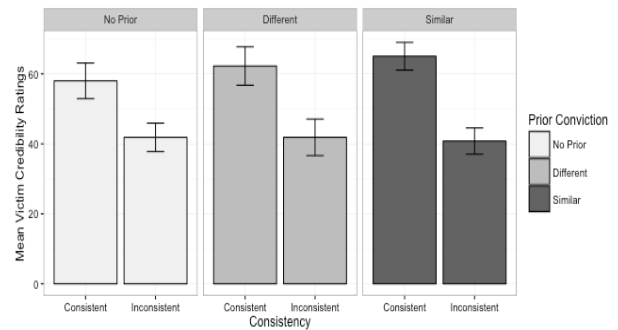 No Prior
Different
Similar
Mean Victim Credibility Ratings
60
40
20
0
Consistent
Inconsistent
Consistent
Inconsistent
Consistent
Inconsistent
Consistency
Prior Conviction
No Prior
Different
Similar